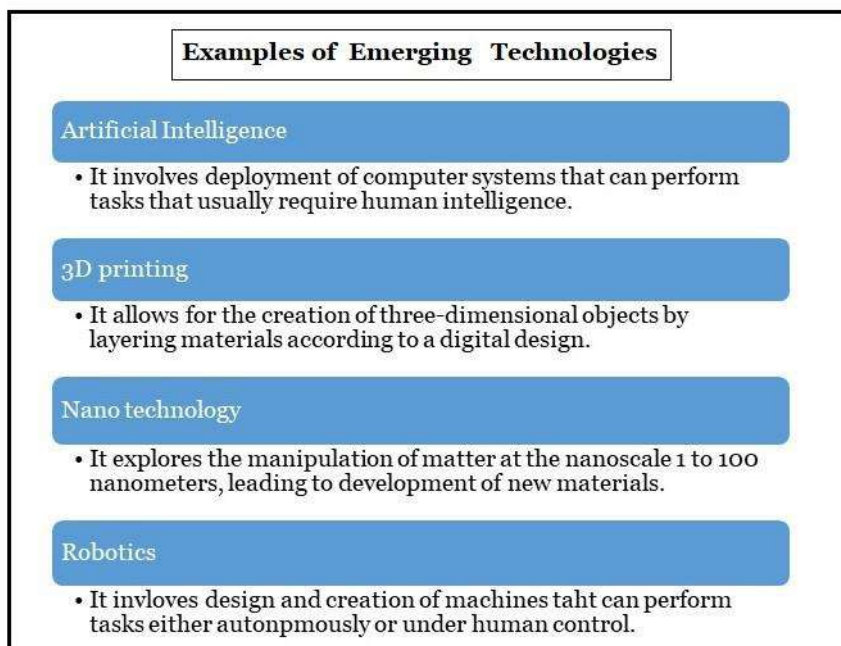 Examples of Emerging Technologies
Artificial Intelligence
• It involves deployment of computer systems that can perform
tasks that usually require human intelligence.
3D printing
• It allows for the creation of three-dimensional objects by
layering materials according to a digital design.
Nano technology
• It explores the manipulation of matter at the nanoscale 1 to 100
nanometers, leading to development of new materials.
Robotics
• It invloves design and creation of machines taht can perform
tasks either autonpmously or under human control.